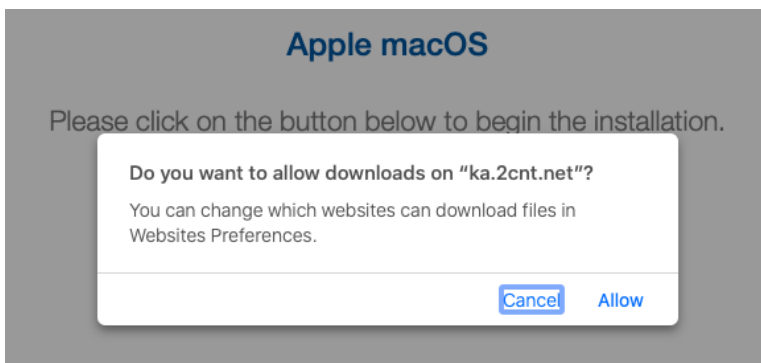 Apple macOS
Please click on the button below to begin the installation.
Do you want to allow downloads on “ka.2cnt.net”?
You can change which websites can download files in
Websites Preferences.
Cancel Allow